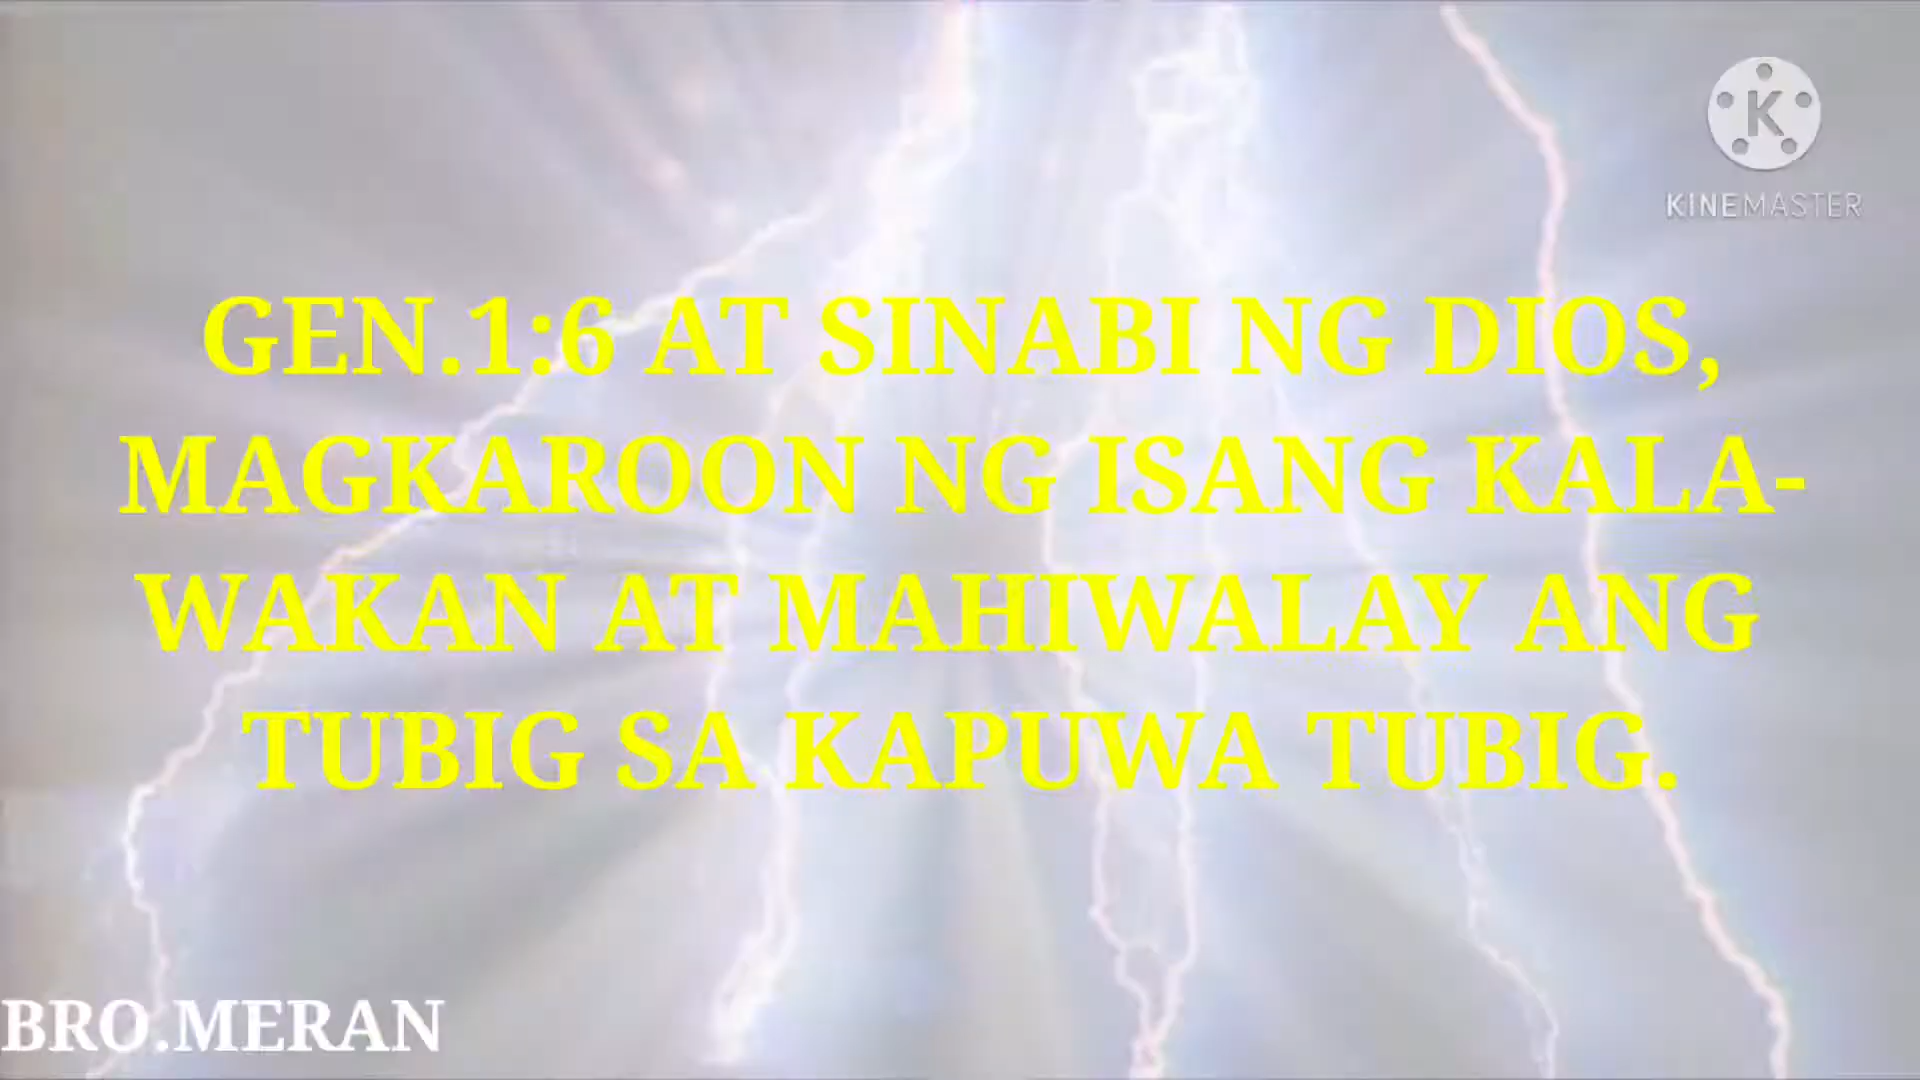 K
KINEMASTER
GEN.1:6 AT SINABI NG DIOS,
MAGKAROON NG ISANG KALA-
WAKAN AT MAHIWALAY ANG
TUBIG SA KAPUWA TUBIG.
BRO.MERAN